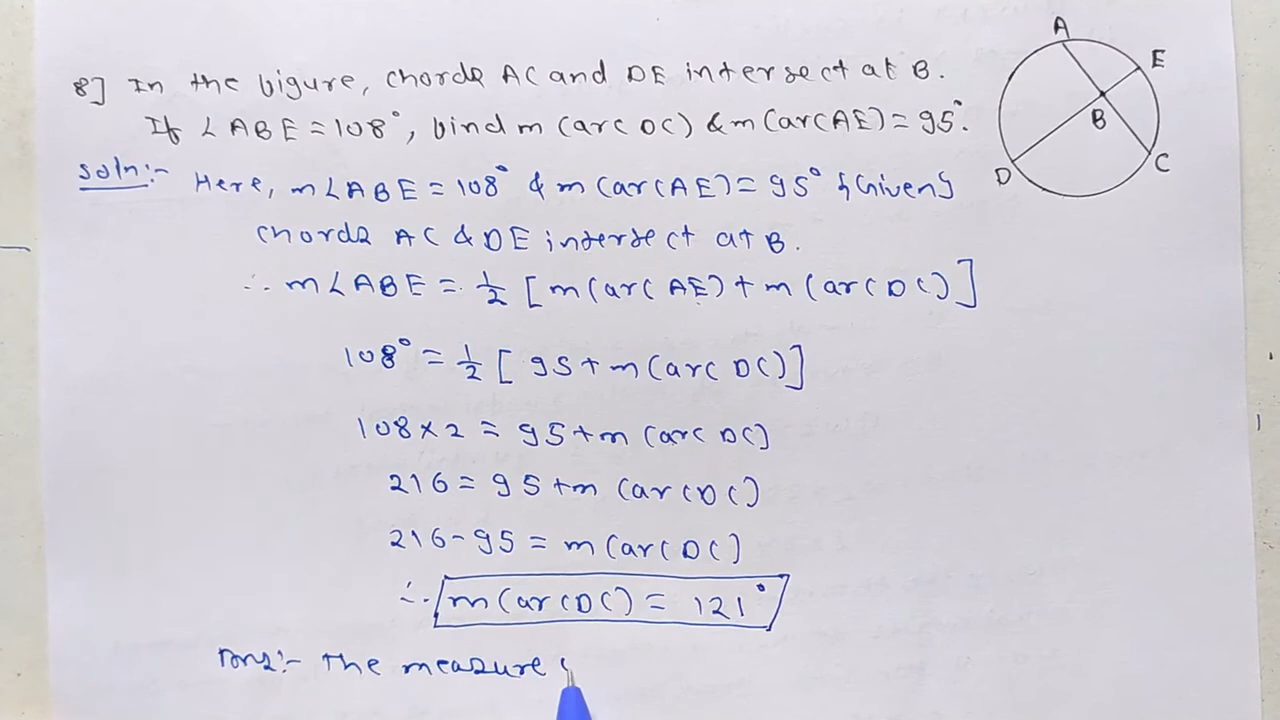 8] In the figure, chords AC and DE intersect at B.
If ∠ABE = 108°, find m (arc DC) & m (arc AE) = 95°.
Soln:- Here, m∠ABE = 108° & m (arc AE) = 95° {Given}
chords AC & DE intersect at B.
∴ m∠ABE = 1/2 [m(arc AE) + m (arc DC)]
108° = 1/2 [95 + m(arc DC)]
108 × 2 = 95 + m (arc DC)
216 = 95 + m (arc DC)
216 - 95 = m (arc DC)
∴ m (arc DC) = 121°
Ans:- The measure
A
E
B
C
D